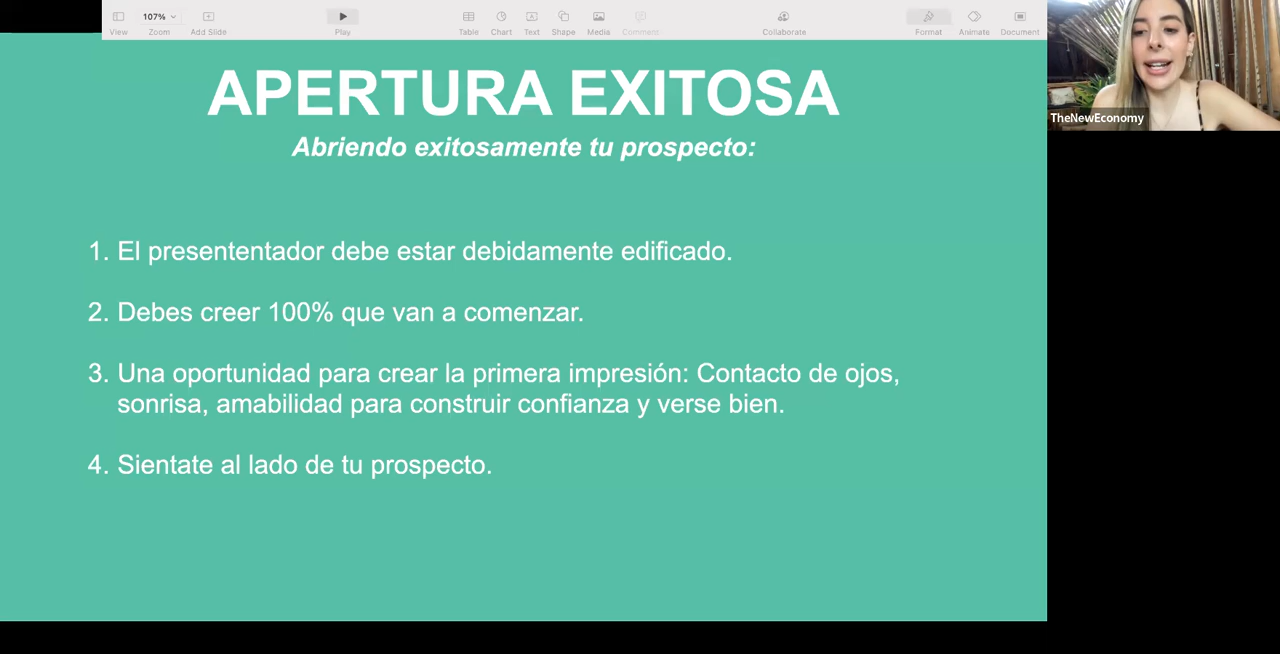 107%
View Zoom Add Slide Play Table Chart Text Shape Media Comment Collaborate Format Animate Document
TheNewEconomy
APERTURA EXITOSA
Abriendo exitosamente tu prospecto:
1. El presententador debe estar debidamente edificado.
2. Debes creer 100% que van a comenzar.
3. Una oportunidad para crear la primera impresión: Contacto de ojos,
sonrisa, amabilidad para construir confianza y verse bien.
4. Sientate al lado de tu prospecto.